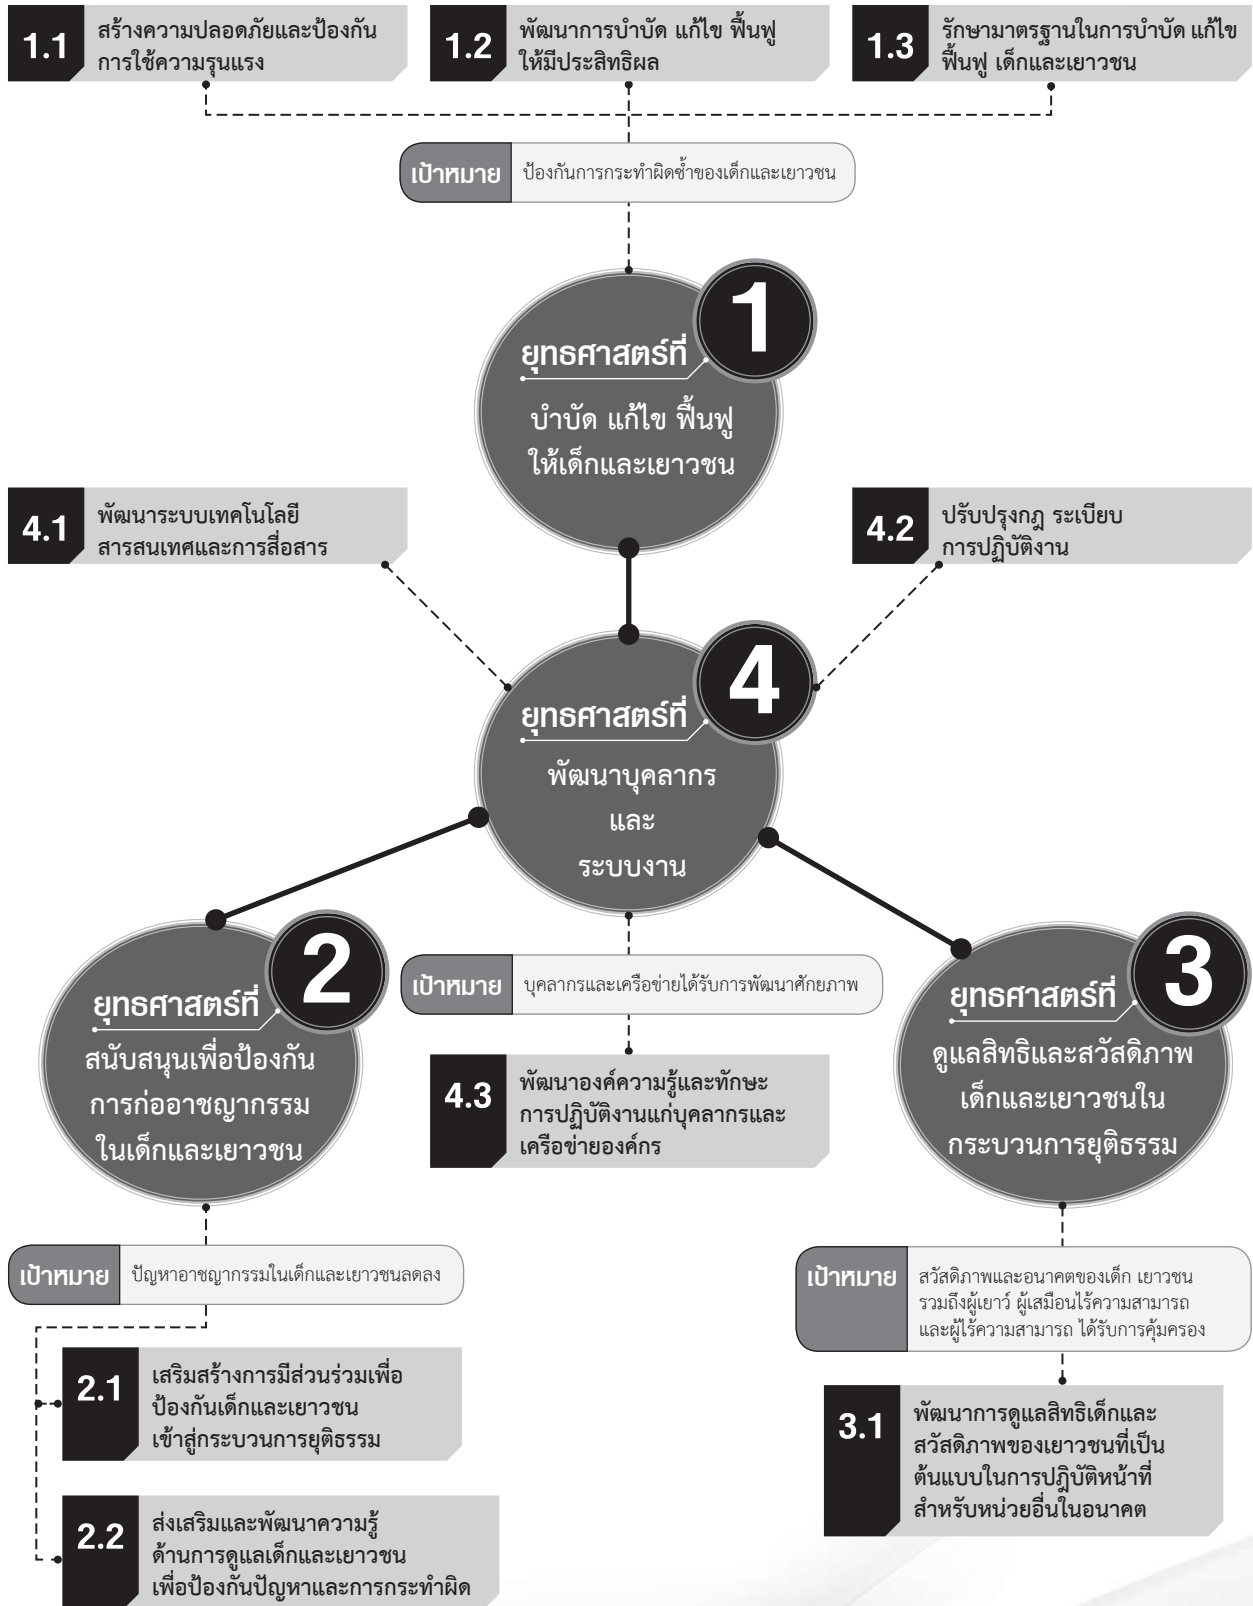 1.1
สร้างความปลอดภัยและป้องกัน
การใช้ความรุนแรง
1.2
พัฒนาการบำบัด แก้ไข ฟื้นฟู
ให้มีประสิทธิผล
1.3
รักษามาตรฐานในการบำบัด แก้ไข
ฟื้นฟู เด็กและเยาวชน
เป้าหมาย
ป้องกันการกระทำผิดซ้ำของเด็กและเยาวชน
ยุทธศาสตร์ที่ 1
บำบัด แก้ไข ฟื้นฟู
ให้เด็กและเยาวชน
4.1
พัฒนาระบบเทคโนโลยี
สารสนเทศและการสื่อสาร
4.2
ปรับปรุงกฎ ระเบียบ
การปฏิบัติงาน
ยุทธศาสตร์ที่ 4
พัฒนาบุคลากร
และ
ระบบงาน
ยุทธศาสตร์ที่ 2
สนับสนุนเพื่อป้องกัน
การก่ออาชญากรรม
ในเด็กและเยาวชน
เป้าหมาย
บุคลากรและเครือข่ายได้รับการพัฒนาศักยภาพ
4.3
พัฒนาองค์ความรู้และทักษะ
การปฏิบัติงานแก่บุคลากรและ
เครือข่ายองค์กร
ยุทธศาสตร์ที่ 3
ดูแลสิทธิและสวัสดิภาพ
เด็กและเยาวชนใน
กระบวนการยุติธรรม
เป้าหมาย
ปัญหาอาชญากรรมในเด็กและเยาวชนลดลง
2.1
เสริมสร้างการมีส่วนร่วมเพื่อ
ป้องกันเด็กและเยาวชน
เข้าสู่กระบวนการยุติธรรม
2.2
ส่งเสริมและพัฒนาความรู้
ด้านการดูแลเด็กและเยาวชน
เพื่อป้องกันปัญหาและการกระทำผิด
เป้าหมาย
สวัสดิภาพและอนาคตของเด็ก เยาวชน
รวมถึงผู้เยาว์ ผู้เสมือนไร้ความสามารถ
และผู้ไร้ความสามารถ ได้รับการคุ้มครอง
3.1
พัฒนาการดูแลสิทธิเด็กและ
สวัสดิภาพของเยาวชนที่เป็น
ต้นแบบในการปฏิบัติหน้าที่
สำหรับหน่วยอื่นในอนาคต